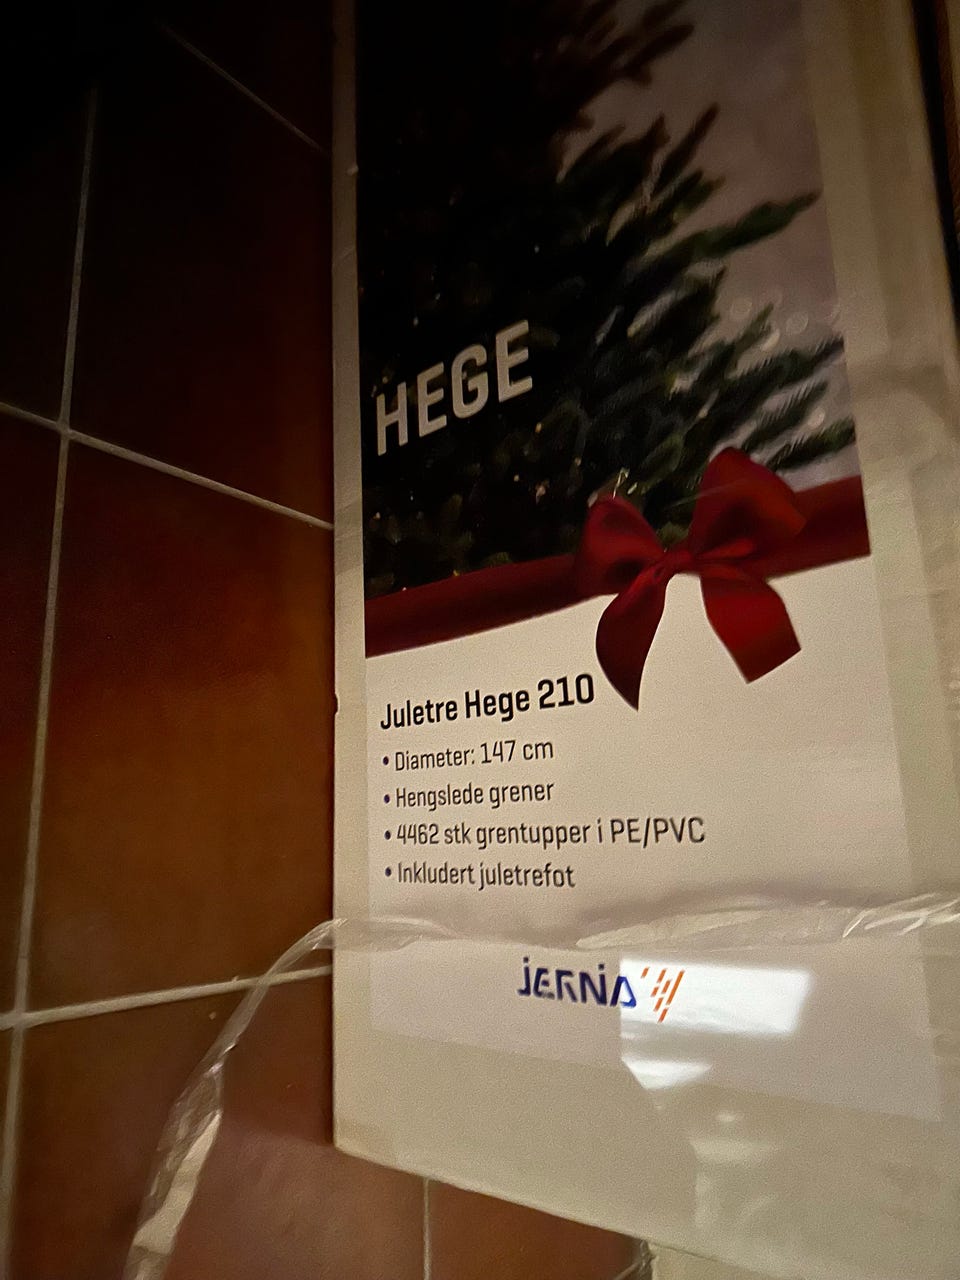 HEGE
Juletre Hege 210
• Diameter: 147 cm
• Hengslede grener
• 4462 stk grentupper i PE/PVC
• Inkludert juletrefot
JERNIA